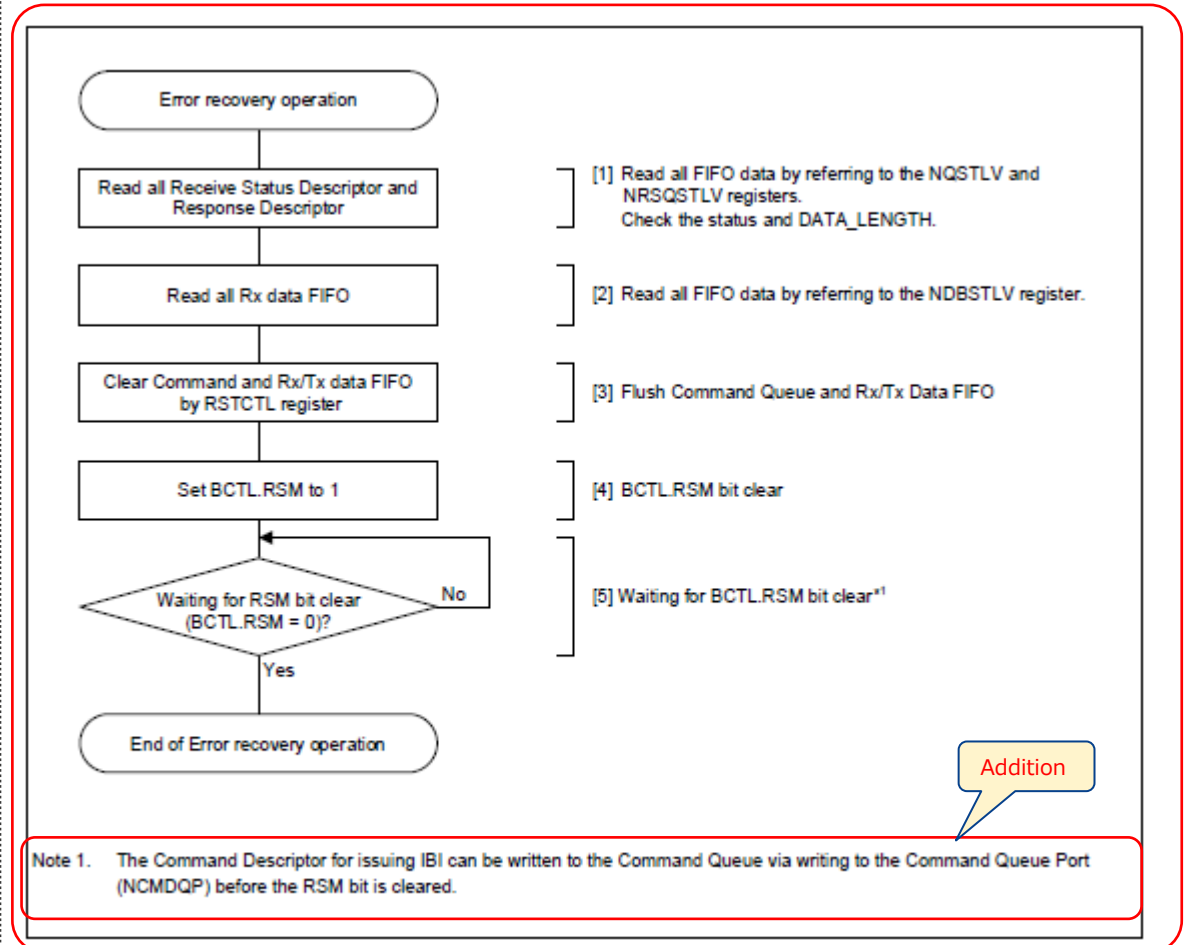 Error recovery operation
Read all Receive Status Descriptor and
Response Descriptor
[1] Read all FIFO data by referring to the NQSTLV and
NRSQSTLV registers.
Check the status and DATA_LENGTH.
Read all Rx data FIFO
[2] Read all FIFO data by referring to the NDBSTLV register.
Clear Command and Rx/Tx data FIFO
by RSTCTL register
[3] Flush Command Queue and Rx/Tx Data FIFO
Set BCTL.RSM to 1
[4] BCTL.RSM bit clear
Waiting for RSM bit clear
(BCTL.RSM = 0)?
No
[5] Waiting for BCTL.RSM bit clear*1
Yes
End of Error recovery operation
Addition
Note 1. The Command Descriptor for issuing IBI can be written to the Command Queue via writing to the Command Queue Port
(NCMDQP) before the RSM bit is cleared.